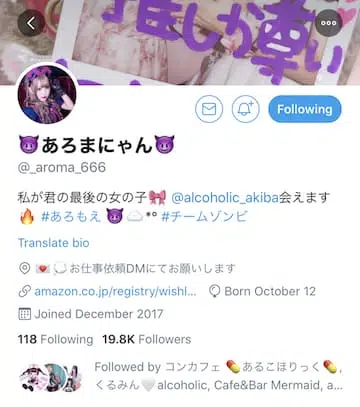 推しか尊い
Following
😈あろまにゃん😈
@_aroma_666
私が君の最後の女の子🎀 @alcoholic_akiba会えます
🔥 #あろもえ 😈☁️*° #チームゾンビ
Translate bio
💌 💭お仕事依頼DMにてお願いします
amazon.co.jp/registry/wishl... Born October 12
Joined December 2017
118 Following 19.8K Followers
Followed by コンカフェ 💊あるこほりっく💊,
くるみん🤍alcoholic, Cafe&Bar Mermaid, a...